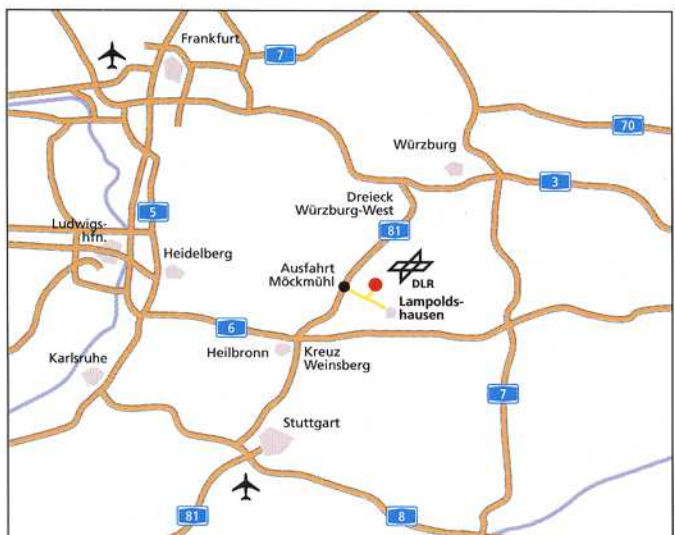 Frankfurt
7
70
Würzburg
3
Dreieck
Würzburg-West
5
81
Ludwigs-
hfn.
Heidelberg
Ausfahrt
Möckmühl
DLR
Lampolds-
hausen
6
Heilbronn
Kreuz
Weinsberg
Karlsruhe
7
Stuttgart
81
8